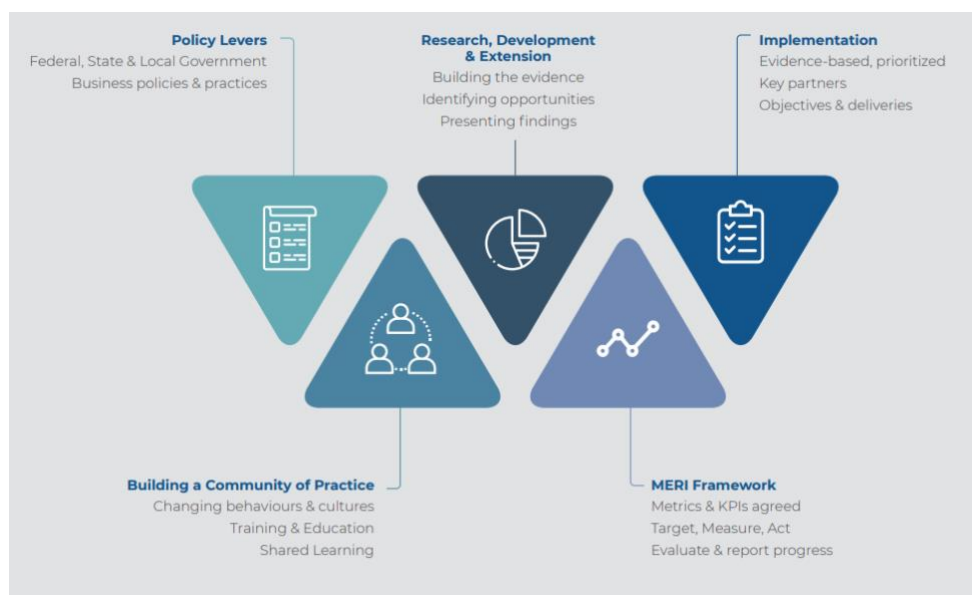 Policy Levers
Federal, State & Local Government
Business policies & practices
Research, Development
& Extension
Building the evidence
Identifying opportunities
Presenting findings
Implementation
Evidence-based, prioritized
Key partners
Objectives & deliveries
Building a Community of Practice
Changing behaviours & cultures
Training & Education
Shared Learning
MERI Framework
Metrics & KPIs agreed
Target, Measure, Act
Evaluate & report progress